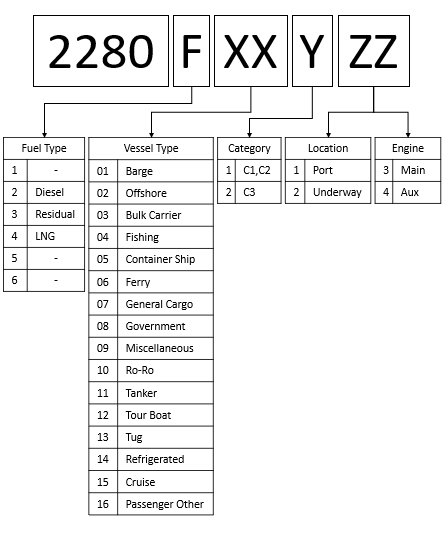 2280 F XX Y ZZ
Fuel Type
1 -
2 Diesel
3 Residual
4 LNG
5 -
6 -
Vessel Type
01 Barge
02 Offshore
03 Bulk Carrier
04 Fishing
05 Container Ship
06 Ferry
07 General Cargo
08 Government
09 Miscellaneous
10 Ro-Ro
11 Tanker
12 Tour Boat
13 Tug
14 Refrigerated
15 Cruise
16 Passenger Other
Category
1 C1,C2
2 C3
Location
1 Port
2 Underway
Engine
3 Main
4 Aux